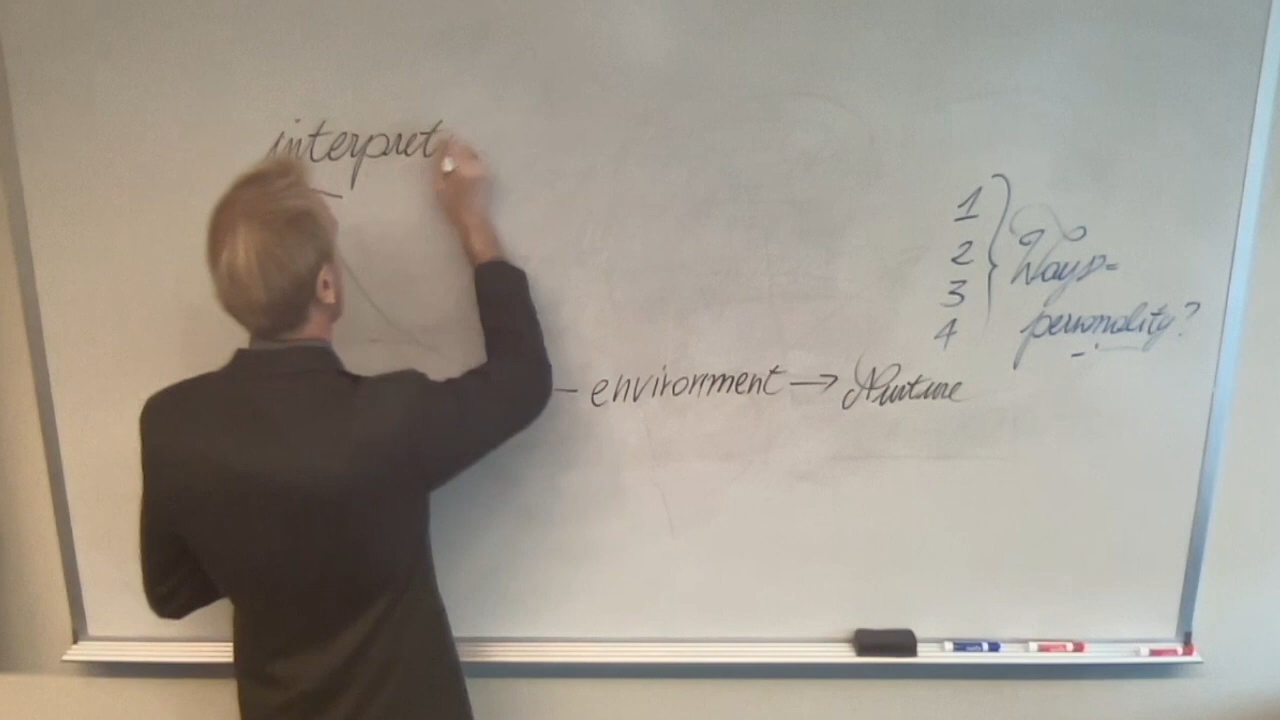 interpret
1
2
3
4
Ways-
personality?
environment → Nurture